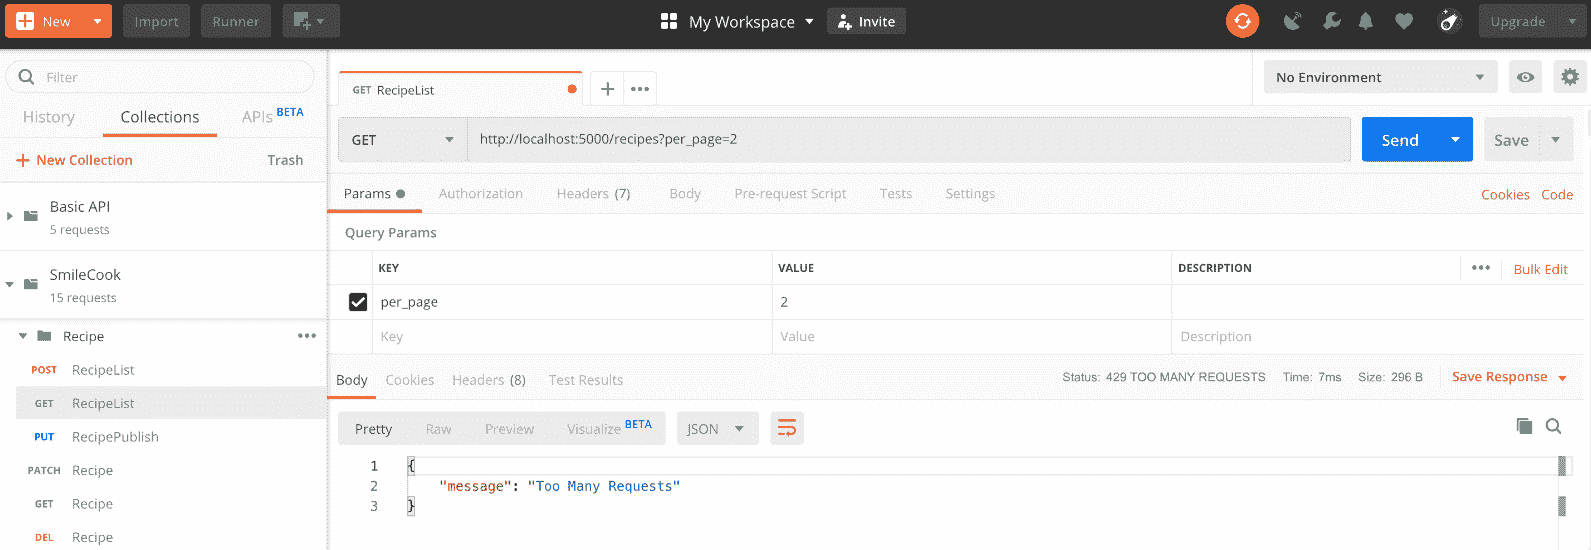 New Import Runner My Workspace Invite Upgrade
Filter
History Collections APIs BETA
New Collection Trash
Basic API
5 requests
SmileCook
15 requests
Recipe
POST RecipeList
GET RecipeList
PUT RecipePublish
PATCH Recipe
GET Recipe
DEL Recipe
GET RecipeList
No Environment
GET http://localhost:5000/recipes?per_page=2 Send Save
Params Authorization Headers (7) Body Pre-request Script Tests Settings Cookies Code
Query Params
KEY VALUE DESCRIPTION Bulk Edit
per_page 2
Key Value Description
Body Cookies Headers (8) Test Results Status: 429 TOO MANY REQUESTS Time: 7ms Size: 296 B Save Response
Pretty Raw Preview Visualize BETA JSON
1 {
2 "message": "Too Many Requests"
3 }